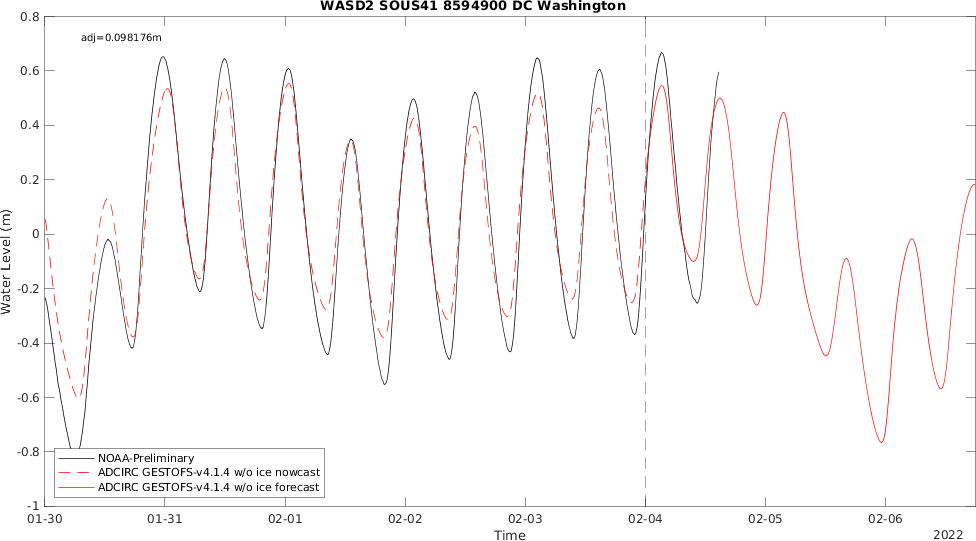 WASD2 SOUS41 8594900 DC Washington
adj=0.098176m
Water Level (m)
0.8
0.6
0.4
0.2
0
-0.2
-0.4
-0.6
-0.8
-1
NOAA-Preliminary
ADCIRC GESTOFS-v4.1.4 w/o ice nowcast
ADCIRC GESTOFS-v4.1.4 w/o ice forecast
01-30 01-31 02-01 02-02 02-03 02-04 02-05 02-06
Time
2022